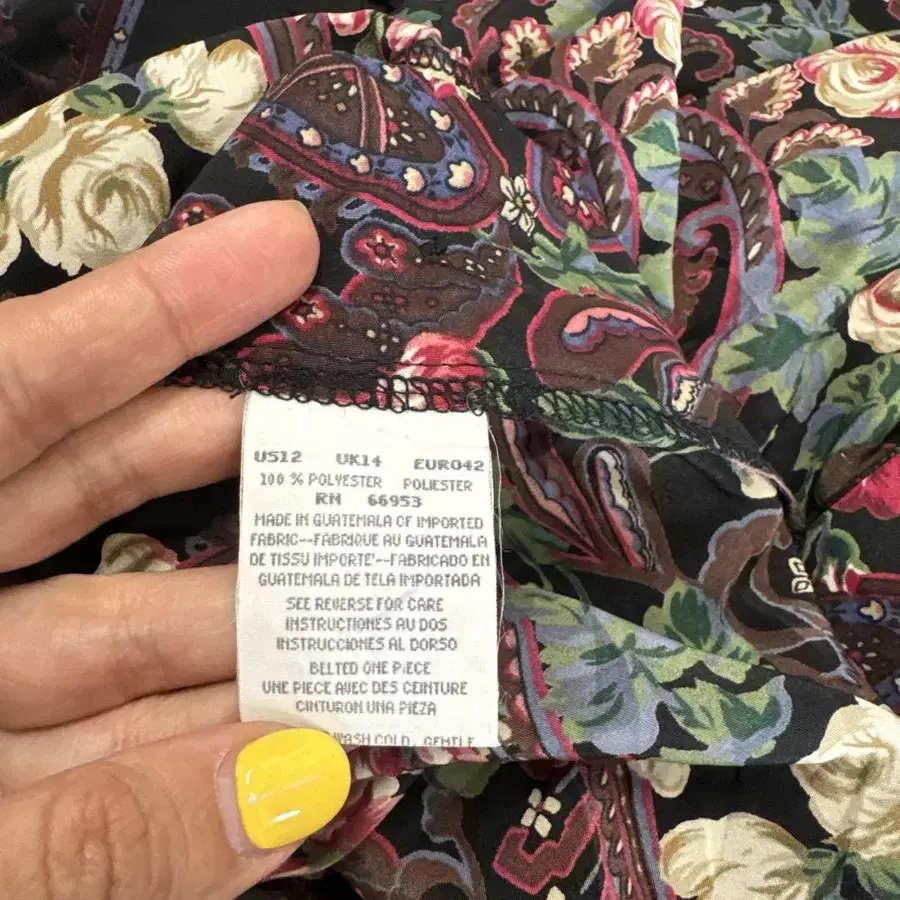 US12 UK14 EURO42
100 % POLYESTER POLIESTER
RN 66953
MADE IN GUATEMALA OF IMPORTED
FABRIC--FABRIQUE AU GUATEMALA
DE TISSU IMPORTE'--FABRICADO EN
GUATEMALA DE TELA IMPORTADA
SEE REVERSE FOR CARE
INSTRUCTIONES AU DOS
INSTRUCCIONES AL DORSO
BELTED ONE PIECE
UNE PIECE AVEC DES CEINTURE
CINTURON UNA PIEZA
WASH COLD, GENTLE